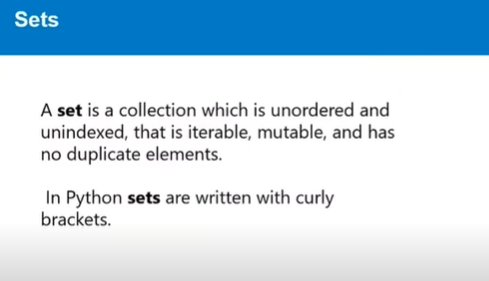 Sets
A set is a collection which is unordered and
unindexed, that is iterable, mutable, and has
no duplicate elements.
In Python sets are written with curly
brackets.